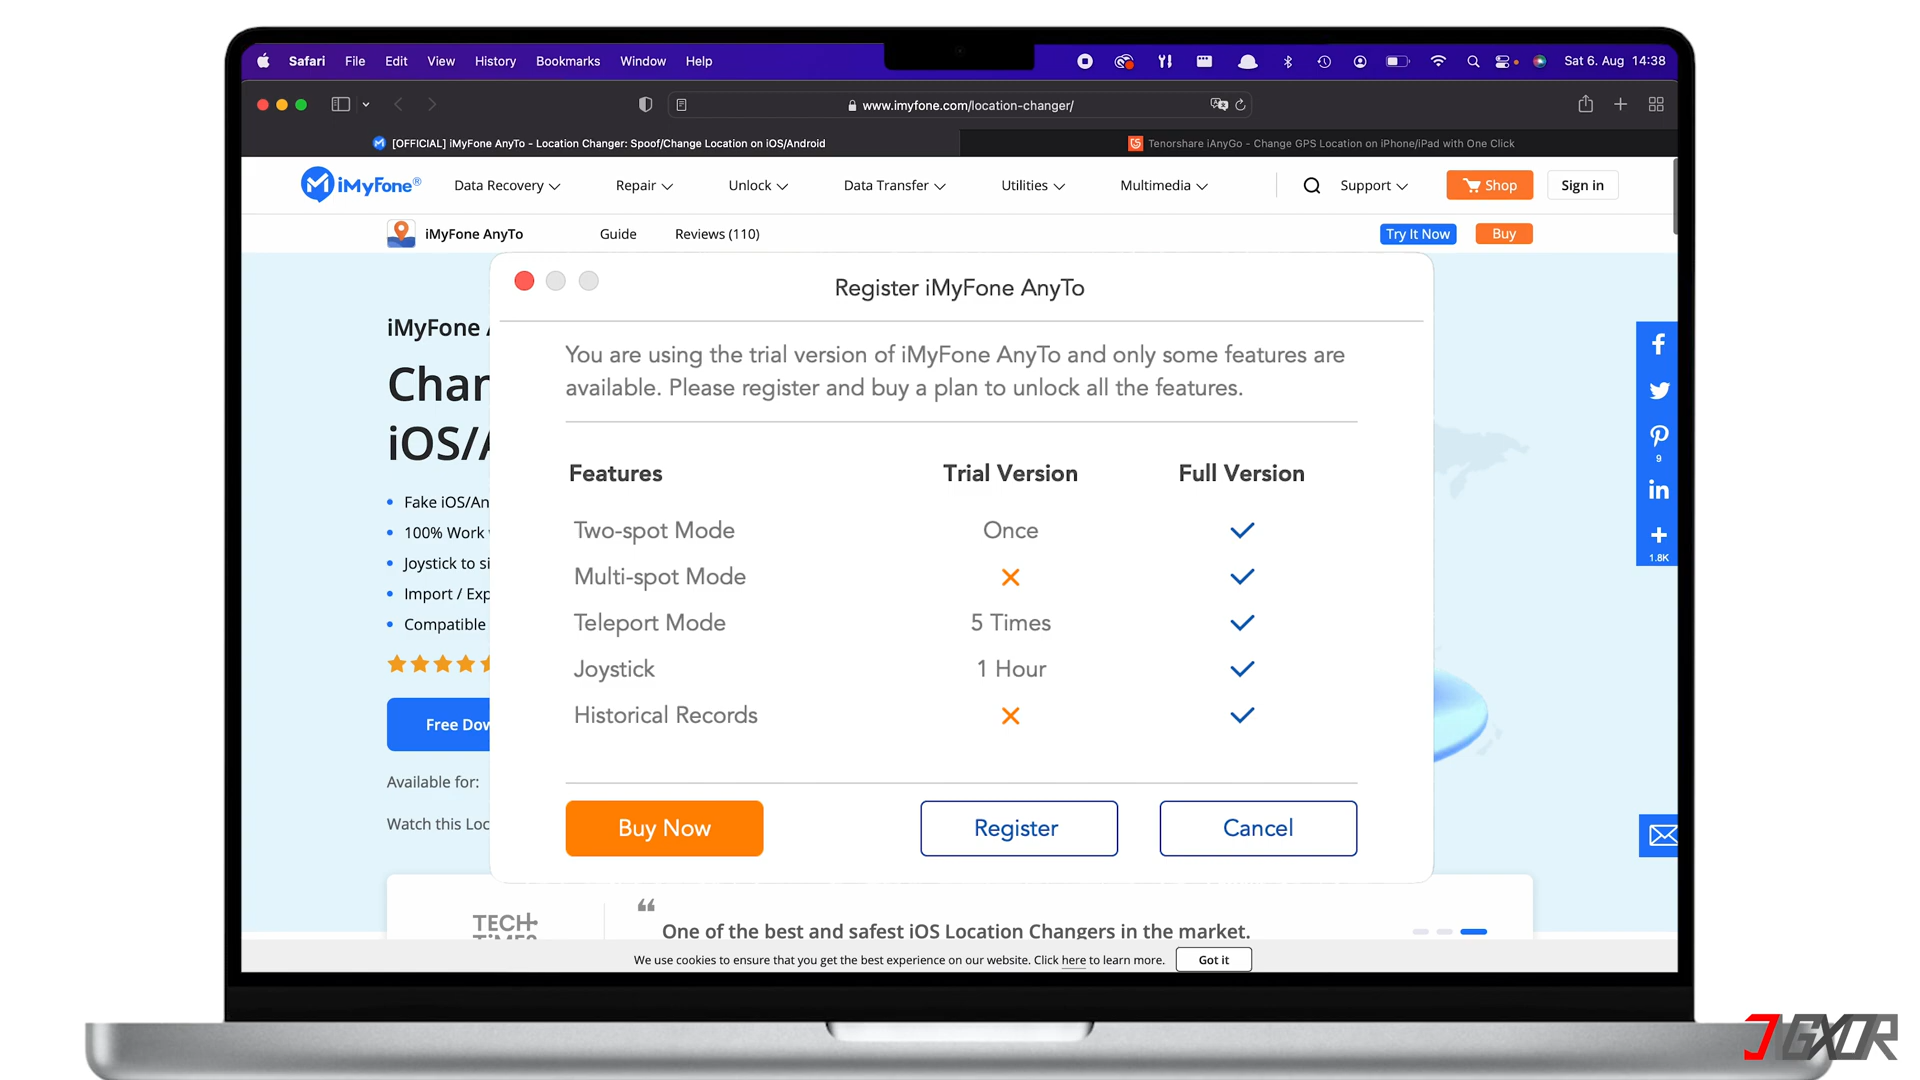 Safari File Edit View History Bookmarks Window Help Sat 6. Aug 14:38
www.imyfone.com/location-changer/
[OFFICIAL] iMyFone AnyTo - Location Changer: Spoof/Change Location on iOS/Android
Tenorshare iAnyGo - Change GPS Location on iPhone/iPad with One Click
iMyFone® Data Recovery Repair Unlock Data Transfer Utilities Multimedia Support Shop Sign in
iMyFone AnyTo Guide Reviews (110) Try It Now Buy
Register iMyFone AnyTo
You are using the trial version of iMyFone AnyTo and only some features are
available. Please register and buy a plan to unlock all the features.
Features Trial Version Full Version
Two-spot Mode Once
Multi-spot Mode
Teleport Mode 5 Times
Joystick 1 Hour
Historical Records
Buy Now Register Cancel
iMyFone
iOS/
Fake iOS/An
100% Work
Joystick to si
Import / Exp
Compatible
Free Dow
Available for:
Watch this Loc
9
in
1.8K
TECH
TIMES
“ One of the best and safest iOS Location Changers in the market.
We use cookies to ensure that you get the best experience on our website. Click here to learn more. Got it
JGXOR